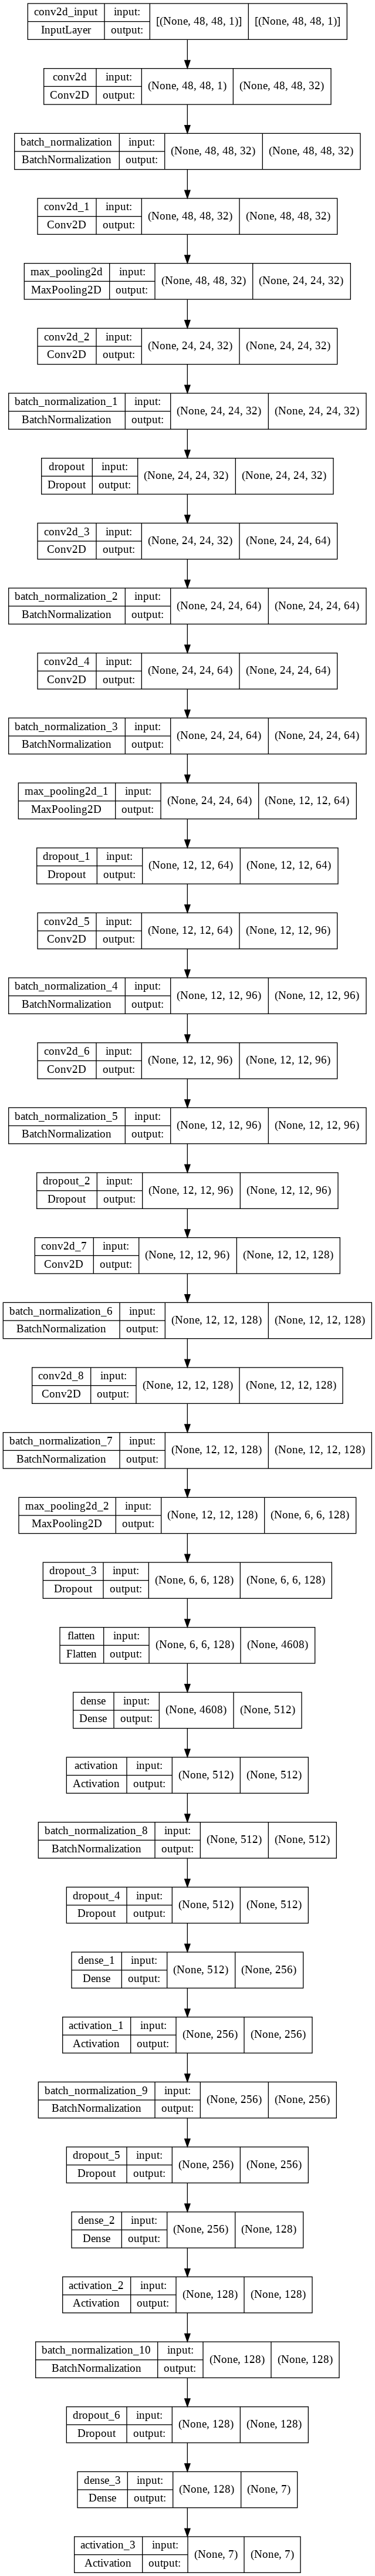 conv2d_input input: [(None, 48, 48, 1)] [(None, 48, 48, 1)]
InputLayer output:
conv2d input: (None, 48, 48, 1) (None, 48, 48, 32)
Conv2D output:
batch_normalization input: (None, 48, 48, 32) (None, 48, 48, 32)
BatchNormalization output:
conv2d_1 input: (None, 48, 48, 32) (None, 48, 48, 32)
Conv2D output:
max_pooling2d input: (None, 48, 48, 32) (None, 24, 24, 32)
MaxPooling2D output:
conv2d_2 input: (None, 24, 24, 32) (None, 24, 24, 32)
Conv2D output:
batch_normalization_1 input: (None, 24, 24, 32) (None, 24, 24, 32)
BatchNormalization output:
dropout input: (None, 24, 24, 32) (None, 24, 24, 32)
Dropout output:
conv2d_3 input: (None, 24, 24, 32) (None, 24, 24, 64)
Conv2D output:
batch_normalization_2 input: (None, 24, 24, 64) (None, 24, 24, 64)
BatchNormalization output:
conv2d_4 input: (None, 24, 24, 64) (None, 24, 24, 64)
Conv2D output:
batch_normalization_3 input: (None, 24, 24, 64) (None, 24, 24, 64)
BatchNormalization output:
max_pooling2d_1 input: (None, 24, 24, 64) (None, 12, 12, 64)
MaxPooling2D output:
dropout_1 input: (None, 12, 12, 64) (None, 12, 12, 64)
Dropout output:
conv2d_5 input: (None, 12, 12, 64) (None, 12, 12, 96)
Conv2D output:
batch_normalization_4 input: (None, 12, 12, 96) (None, 12, 12, 96)
BatchNormalization output:
conv2d_6 input: (None, 12, 12, 96) (None, 12, 12, 96)
Conv2D output:
batch_normalization_5 input: (None, 12, 12, 96) (None, 12, 12, 96)
BatchNormalization output:
dropout_2 input: (None, 12, 12, 96) (None, 12, 12, 96)
Dropout output:
conv2d_7 input: (None, 12, 12, 96) (None, 12, 12, 128)
Conv2D output:
batch_normalization_6 input: (None, 12, 12, 128) (None, 12, 12, 128)
BatchNormalization output:
conv2d_8 input: (None, 12, 12, 128) (None, 12, 12, 128)
Conv2D output:
batch_normalization_7 input: (None, 12, 12, 128) (None, 12, 12, 128)
BatchNormalization output:
max_pooling2d_2 input: (None, 12, 12, 128) (None, 6, 6, 128)
MaxPooling2D output:
dropout_3 input: (None, 6, 6, 128) (None, 6, 6, 128)
Dropout output:
flatten input: (None, 6, 6, 128) (None, 4608)
Flatten output:
dense input: (None, 4608) (None, 512)
Dense output:
activation input: (None, 512) (None, 512)
Activation output:
batch_normalization_8 input: (None, 512) (None, 512)
BatchNormalization output:
dropout_4 input: (None, 512) (None, 512)
Dropout output:
dense_1 input: (None, 512) (None, 256)
Dense output:
activation_1 input: (None, 256) (None, 256)
Activation output:
batch_normalization_9 input: (None, 256) (None, 256)
BatchNormalization output:
dropout_5 input: (None, 256) (None, 256)
Dropout output:
dense_2 input: (None, 256) (None, 128)
Dense output:
activation_2 input: (None, 128) (None, 128)
Activation output:
batch_normalization_10 input: (None, 128) (None, 128)
BatchNormalization output:
dropout_6 input: (None, 128) (None, 128)
Dropout output:
dense_3 input: (None, 128) (None, 7)
Dense output:
activation_3 input: (None, 7) (None, 7)
Activation output: